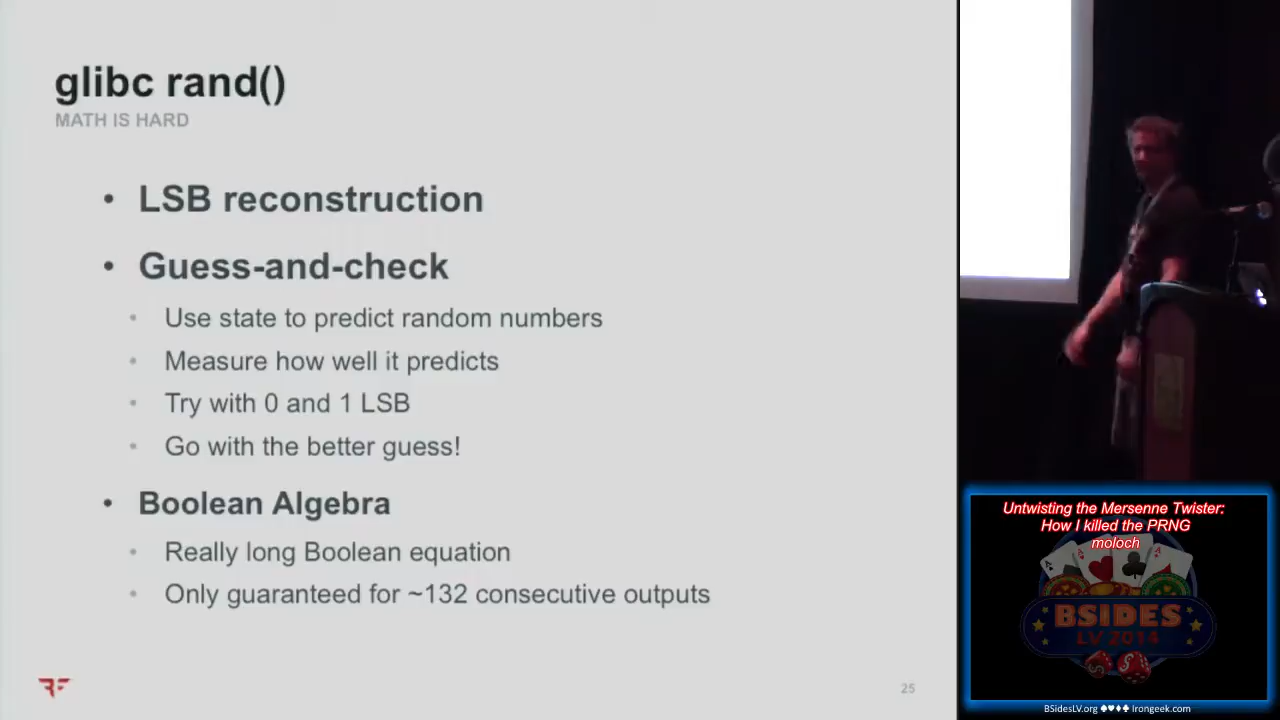 glibc rand()
MATH IS HARD
• LSB reconstruction
• Guess-and-check
• Use state to predict random numbers
• Measure how well it predicts
• Try with 0 and 1 LSB
• Go with the better guess!
• Boolean Algebra
• Really long Boolean equation
• Only guaranteed for ~132 consecutive outputs
RF
25
Untwisting the Mersenne Twister:
How I killed the PRNG
moloch
BSIDES
LV 2014
BSidesLV.org ♠♥♦♣ Irongeek.com